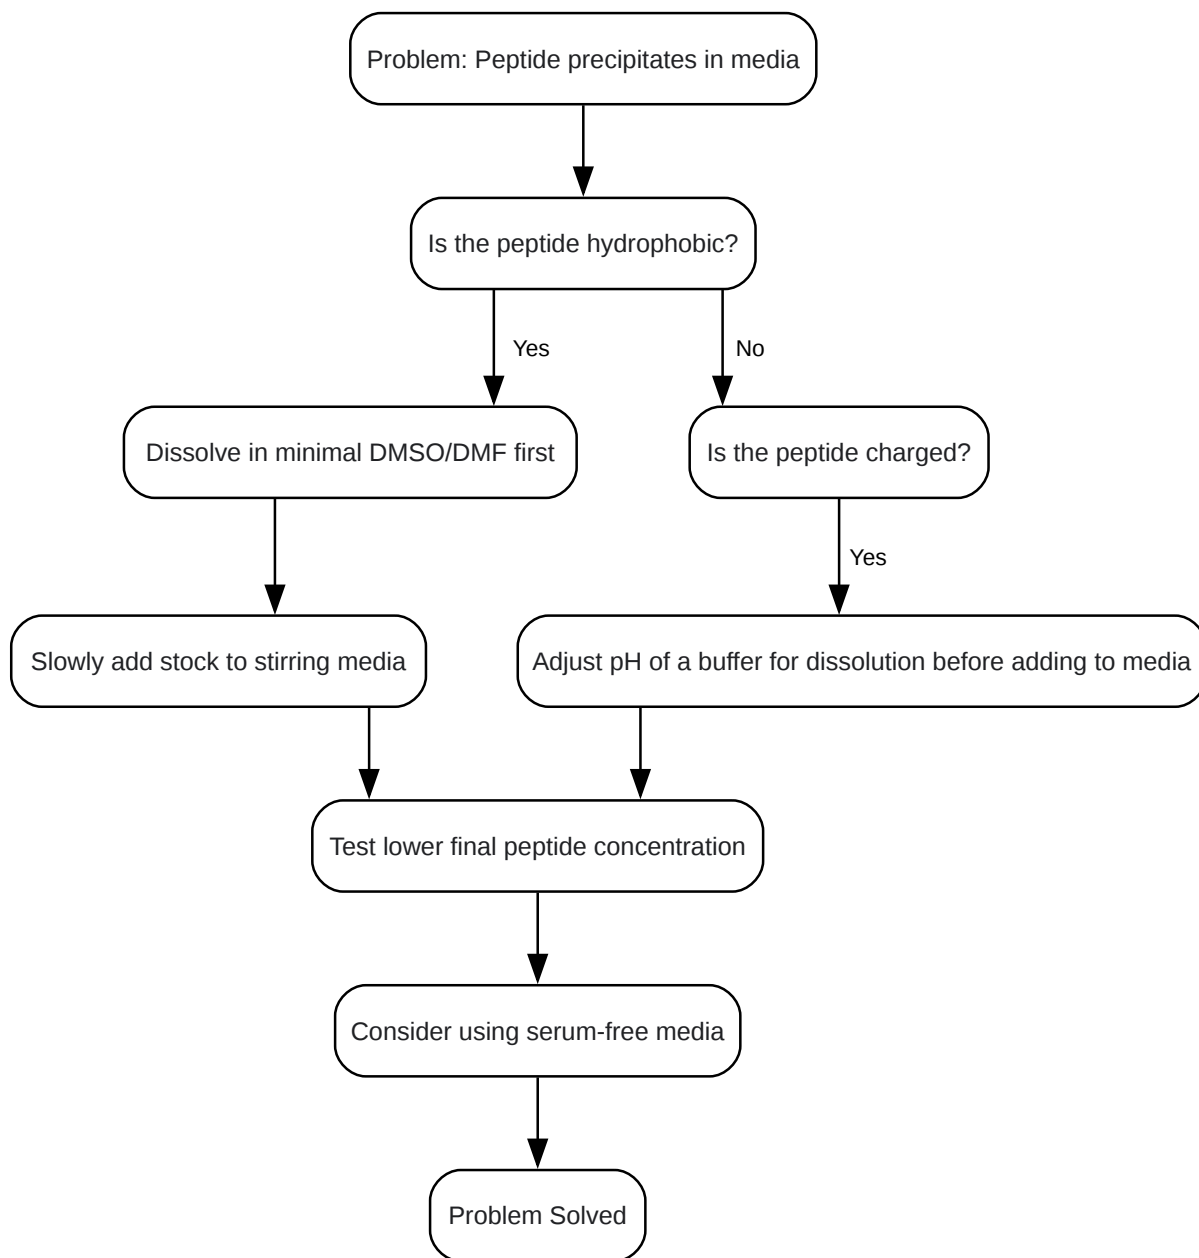 Problem: Peptide precipitates in media
Is the peptide hydrophobic?
Yes
No
Dissolve in minimal DMSO/DMF first
Is the peptide charged?
Yes
Slowly add stock to stirring media
Adjust pH of a buffer for dissolution before adding to media
Test lower final peptide concentration
Consider using serum-free media
Problem Solved